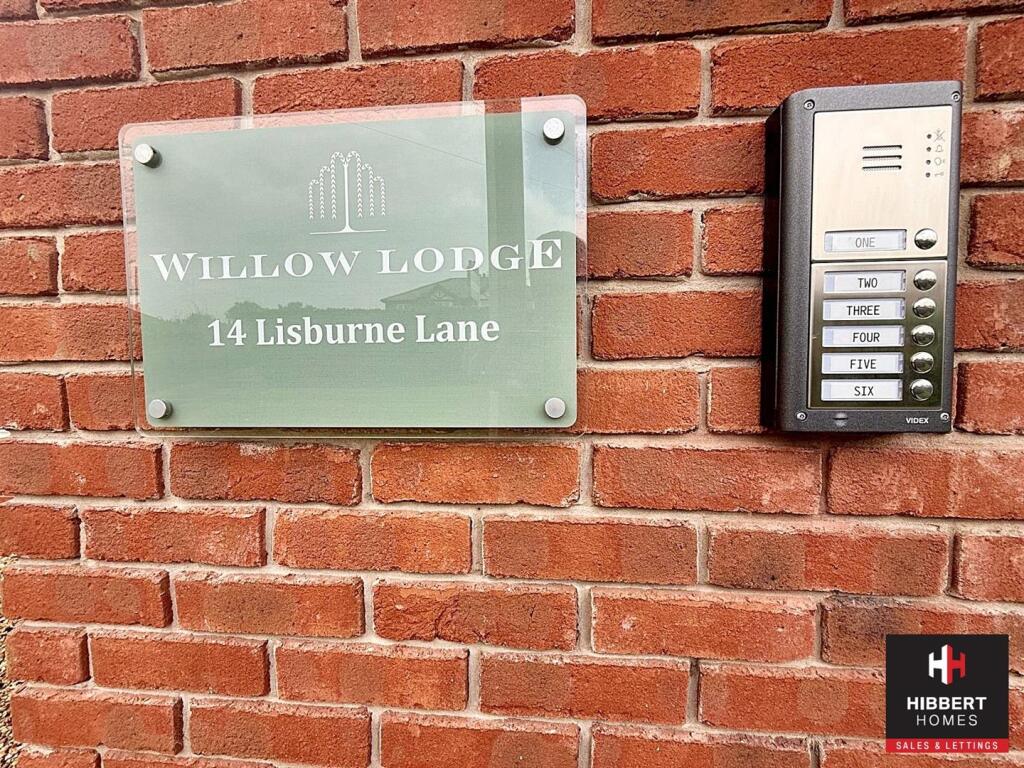 WILLOW LODGE
14 Lisburne Lane
ONE
TWO
THREE
FOUR
FIVE
SIX
VIDEX
HIBBERT
HOMES
SALES & LETTINGS